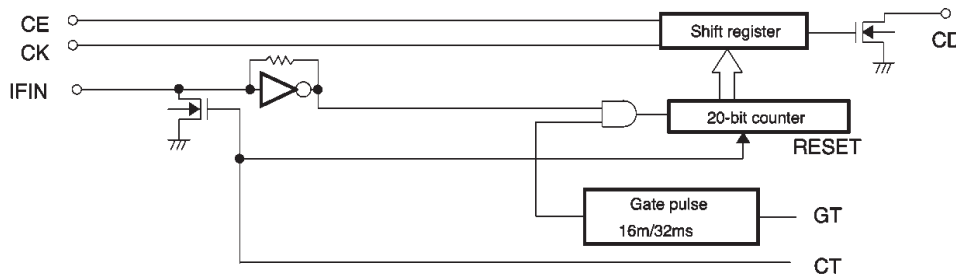 CE
CK
IFIN
Shift register
CD
20-bit counter
RESET
Gate pulse
16m/32ms
GT
CT